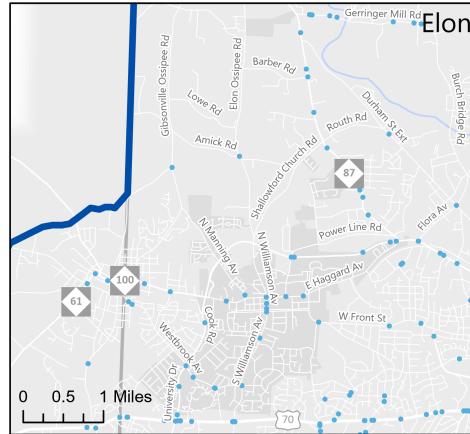 Gerringer Mill Rd
Elon
Gibsonville Ossipee Rd
Elon Ossipee Rd
Barber Rd
Burch Bridge Rd
Lowe Rd
Durham St Ext
Routh Rd
Amick Rd
Shallowford Church Rd
87
Flora Av
N Manning Av
N Williamson Av
Power Line Rd
100
61
E Haggard Av
Cook Rd
W Front St
Westbrook Av
S Williamson Av
University Dr
0 0.5 1 Miles
70